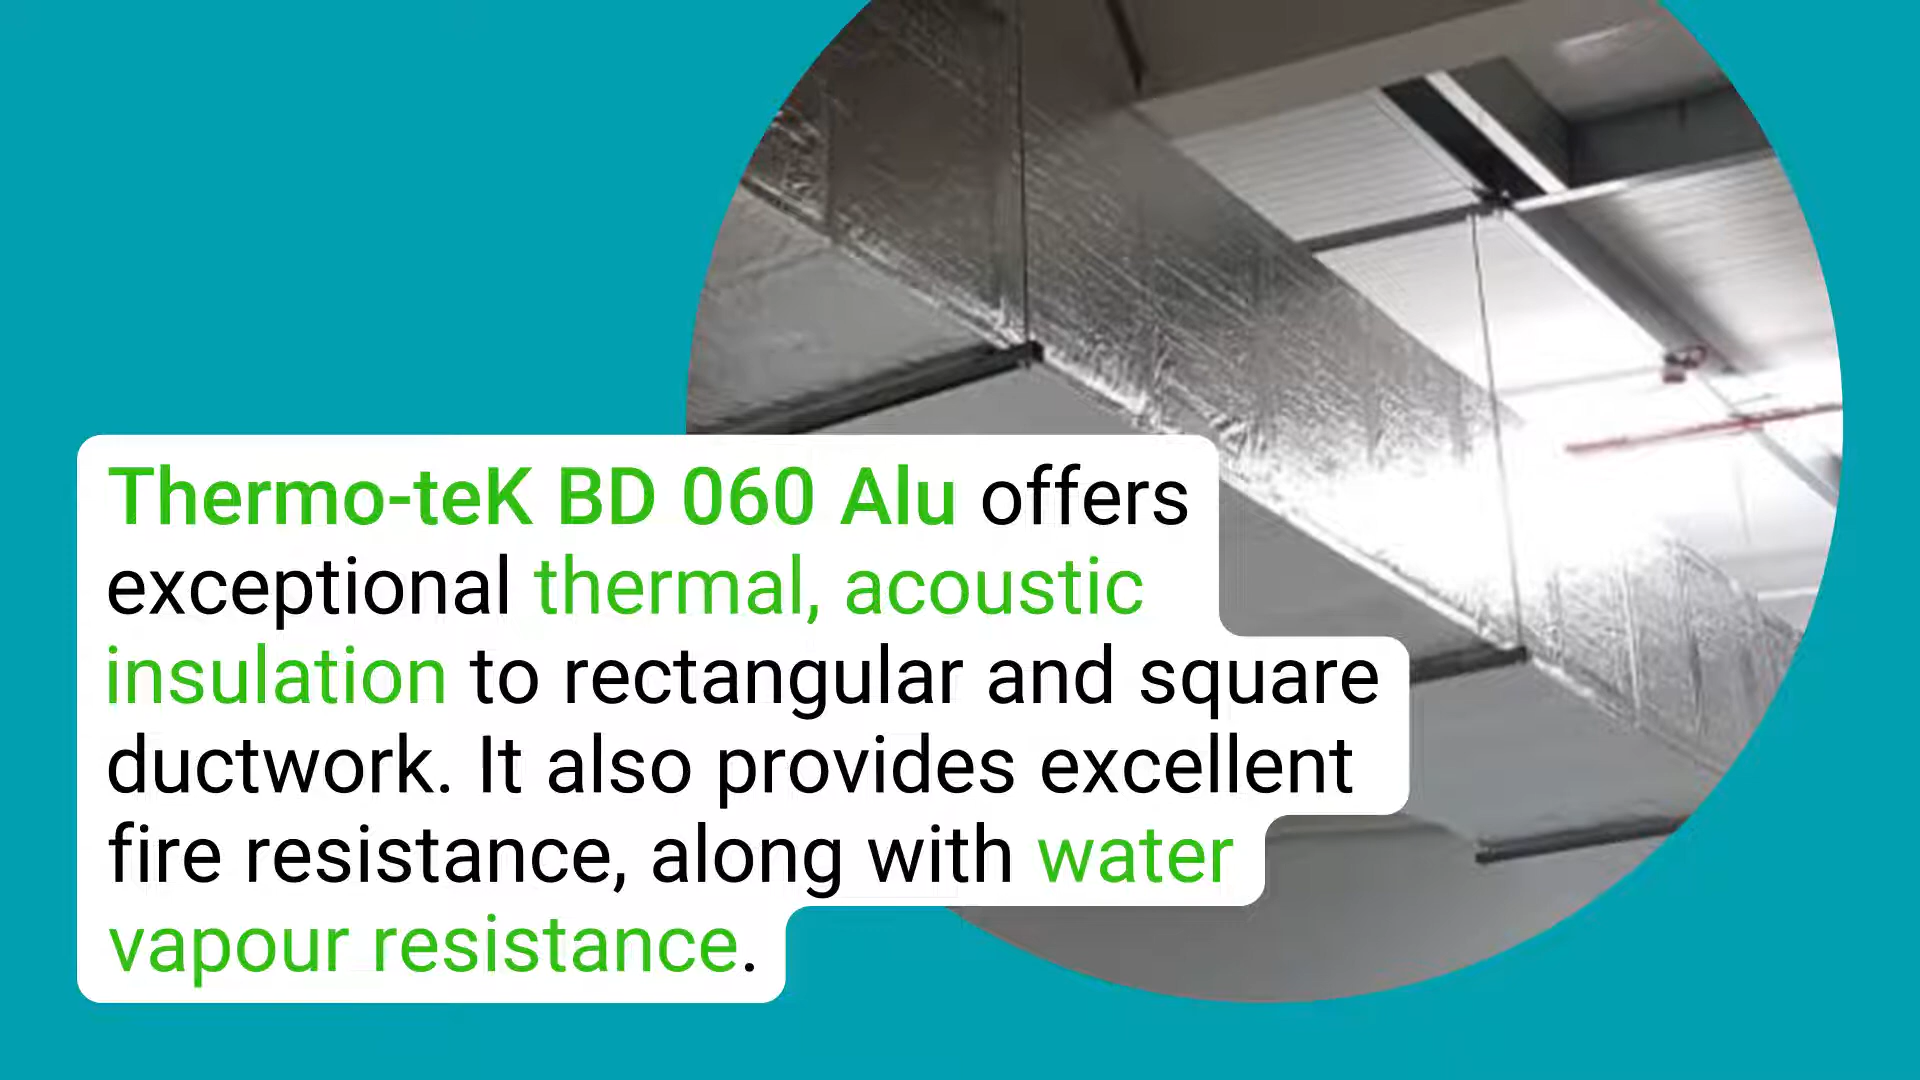 Thermo-teK BD 060 Alu offers
exceptional thermal, acoustic
insulation to rectangular and square
ductwork. It also provides excellent
fire resistance, along with water
vapour resistance.